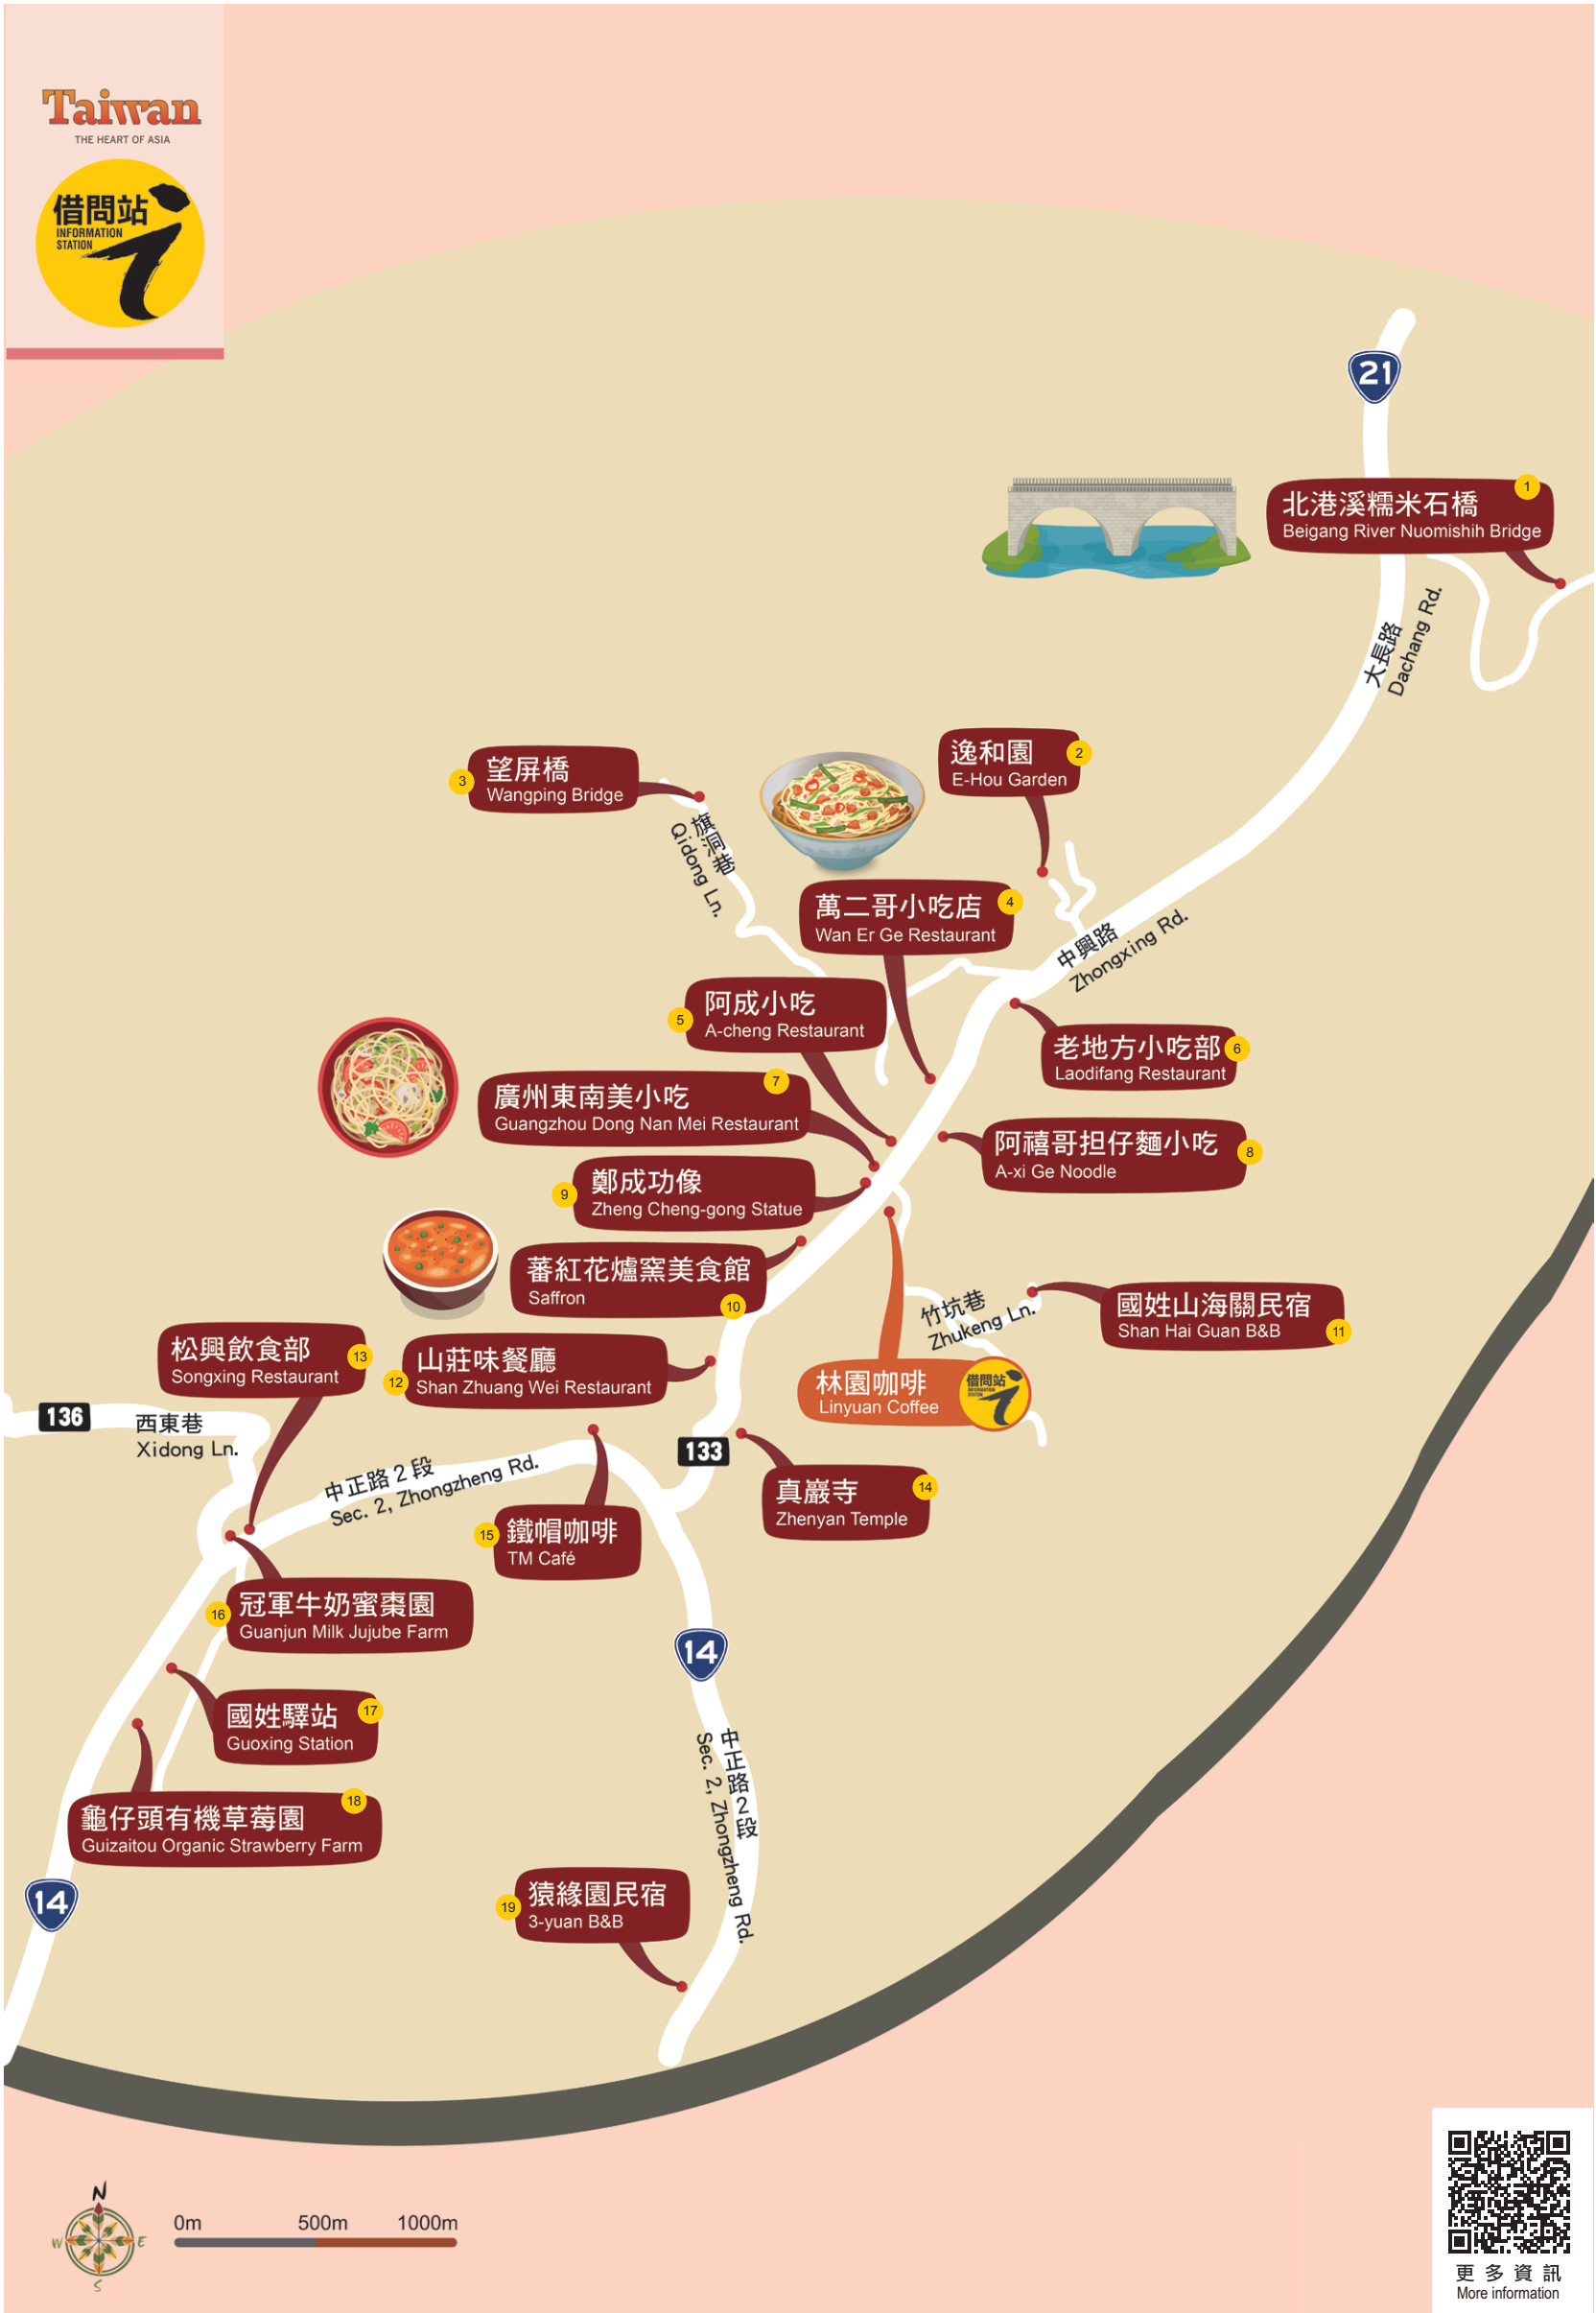 Taiwan
THE HEART OF ASIA
借問站
INFORMATION
STATION
21
1
北港溪糯米石橋
Beigang River Nuomishih Bridge
大長路
Dachang Rd.
2
逸和園
E-Hou Garden
3
望屏橋
Wangping Bridge
旗洞巷
Qidong Ln.
4
萬二哥小吃店
Wan Er Ge Restaurant
中興路
Zhongxing Rd.
5
阿成小吃
A-cheng Restaurant
6
老地方小吃部
Laodifang Restaurant
7
廣州東南美小吃
Guangzhou Dong Nan Mei Restaurant
8
阿禧哥担仔麵小吃
A-xi Ge Noodle
9
鄭成功像
Zheng Cheng-gong Statue
10
蕃紅花爐窯美食館
Saffron
竹坑巷
Zhukeng Ln.
11
國姓山海關民宿
Shan Hai Guan B&B
13
松興飲食部
Songxing Restaurant
12
山莊味餐廳
Shan Zhuang Wei Restaurant
林園咖啡
Linyuan Coffee
借問站
INFORMATION
STATION
136
西東巷
Xidong Ln.
133
中正路2段
Sec. 2, Zhongzheng Rd.
14
真巖寺
Zhenyan Temple
15
鐵帽咖啡
TM Café
16
冠軍牛奶蜜棗園
Guanjun Milk Jujube Farm
14
17
國姓驛站
Guoxing Station
中正路2段
Sec. 2, Zhongzheng Rd.
18
龜仔頭有機草莓園
Guizaitou Organic Strawberry Farm
14
19
猿緣園民宿
3-yuan B&B
N
W
E
S
0m 500m 1000m
更多資訊
More information